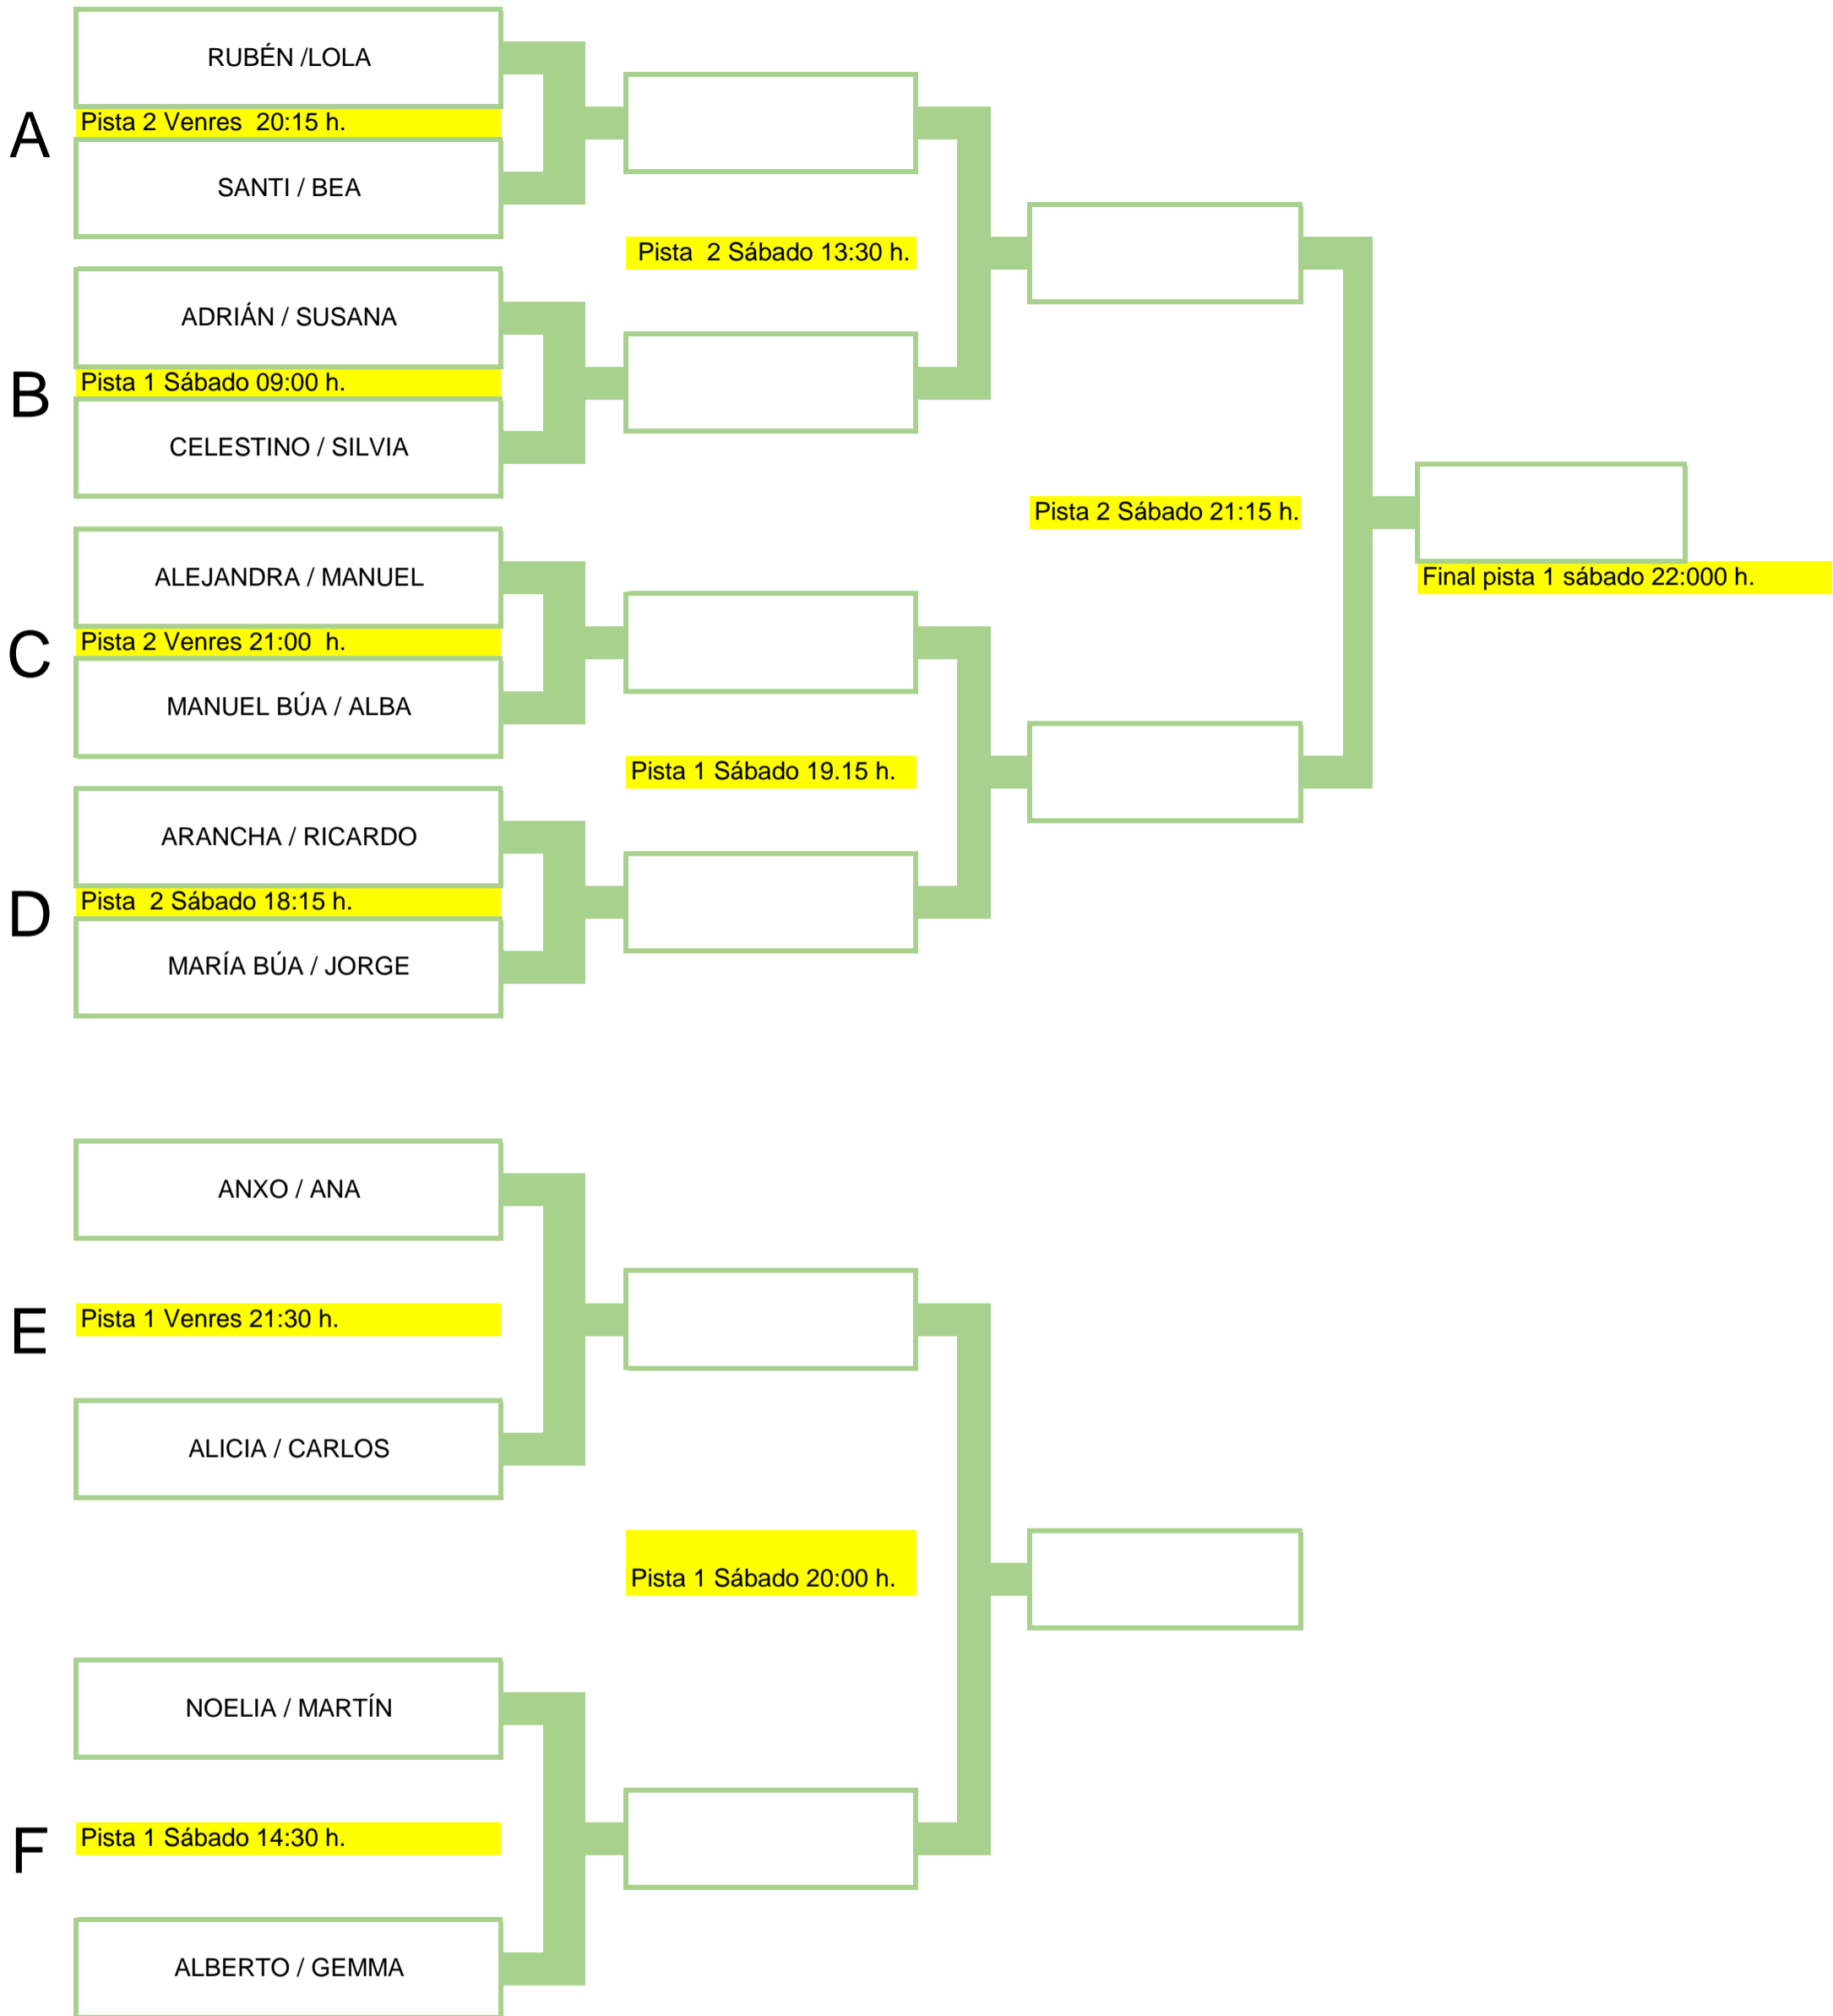 RUBÉN /LOLA
A
Pista 2 Venres 20:15 h.
SANTI / BEA
Pista 2 Sábado 13:30 h.
ADRIÁN / SUSANA
B
Pista 1 Sábado 09:00 h.
CELESTINO / SILVIA
Pista 2 Sábado 21:15 h.
ALEJANDRA / MANUEL
Final pista 1 sábado 22:000 h.
C
Pista 2 Venres 21:00 h.
MANUEL BÚA / ALBA
Pista 1 Sábado 19.15 h.
ARANCHA / RICARDO
D
Pista 2 Sábado 18:15 h.
MARÍA BÚA / JORGE
ANXO / ANA
E
Pista 1 Venres 21:30 h.
ALICIA / CARLOS
Pista 1 Sábado 20:00 h.
NOELIA / MARTÍN
F
Pista 1 Sábado 14:30 h.
ALBERTO / GEMMA